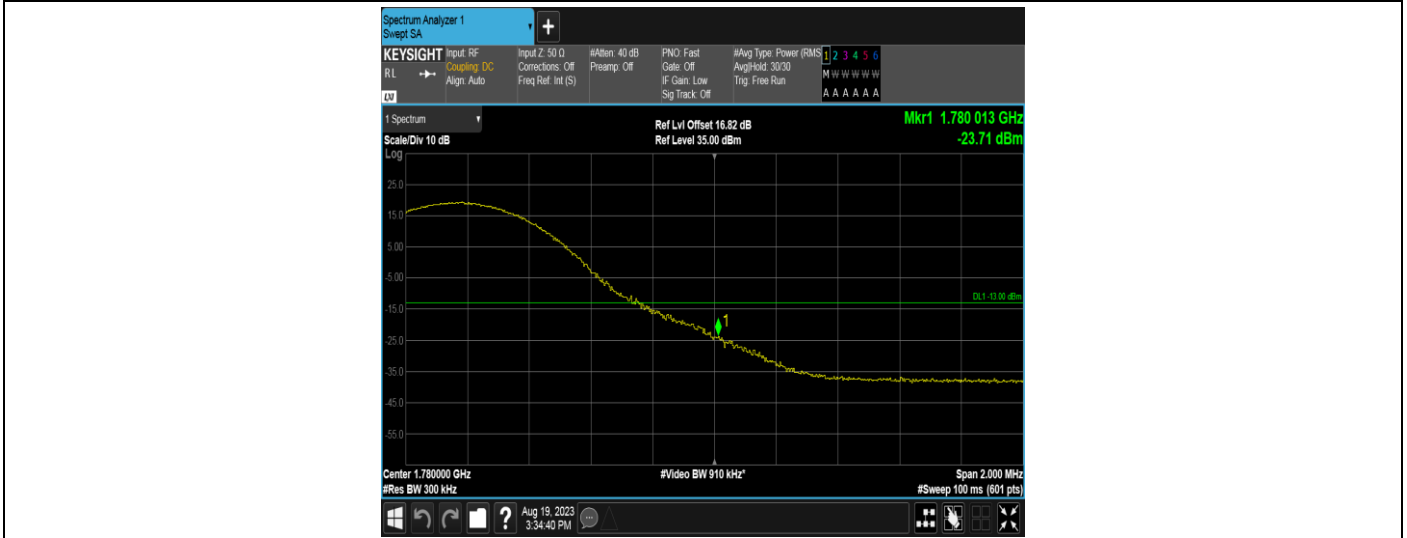 Spectrum Analyzer 1
Swept SA
+
KEYSIGHT Input: RF Input Z: 50 Ω #Atten: 40 dB PNO: Fast #Avg Type: Power (RMS 1 2 3 4 5 6
RL Coupling: DC Corrections: Off Preamp: Off Gate: Off Avg|Hold: 30/30 M W W W W W
Align: Auto Freq Ref: Int (S) IF Gain: Low Trig: Free Run
LXI Sig Track: Off A A A A A A
1 Spectrum Ref Lvl Offset 16.82 dB Mkr1 1.780 013 GHz
Scale/Div 10 dB Ref Level 35.00 dBm -23.71 dBm
Log
25.0
15.0
5.00
-5.00
DL1 -13.00 dBm
-15.0
1
-25.0
-35.0
-45.0
-55.0
Center 1.780000 GHz #Video BW 910 kHz* Span 2.000 MHz
#Res BW 300 kHz #Sweep 100 ms (601 pts)
? Aug 19, 2023
3:34:40 PM